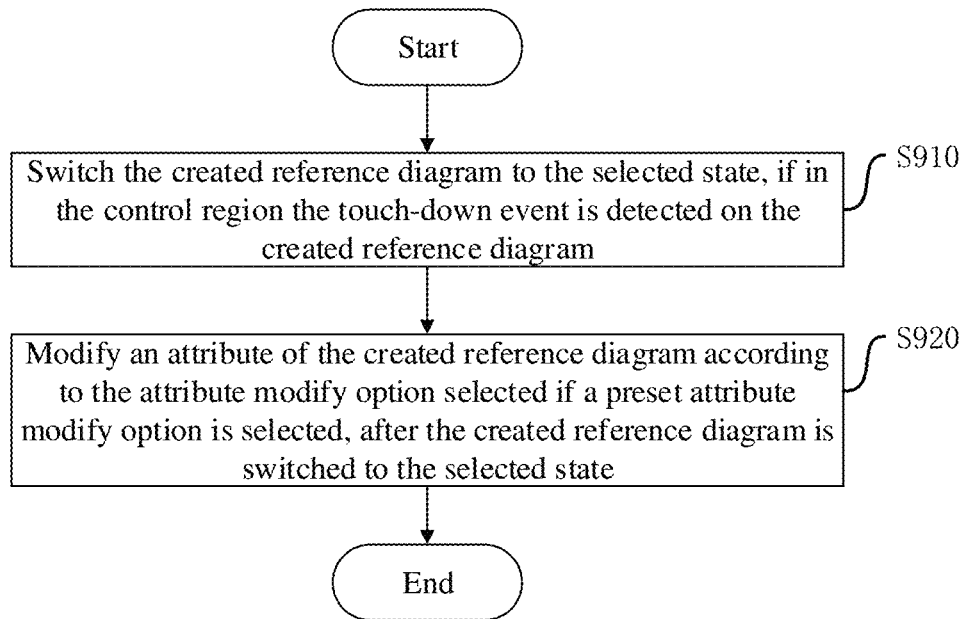 Start
Switch the created reference diagram to the selected state, if in
the control region the touch-down event is detected on the
created reference diagram
S910
Modify an attribute of the created reference diagram according
to the attribute modify option selected if a preset attribute
modify option is selected, after the created reference diagram is
switched to the selected state
S920
End